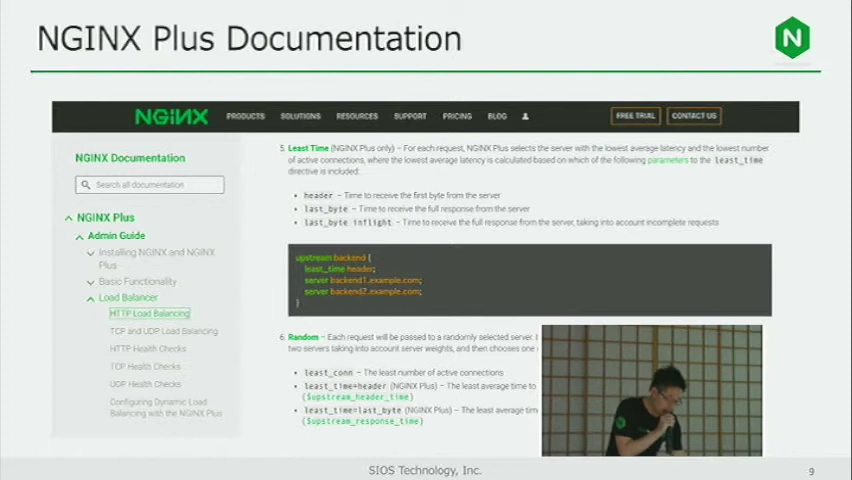 NGINX Plus Documentation
N
NGINX
PRODUCTS SOLUTIONS RESOURCES SUPPORT PRICING BLOG
FREE TRIAL
CONTACT US
NGINX Documentation
Search all documentation
NGINX Plus
Admin Guide
Installing NGINX and NGINX
Plus
Basic Functionality
Load Balancer
HTTP Load Balancing
TCP and UDP Load Balancing
HTTP Health Checks
TCP Health Checks
UDP Health Checks
Configuring Dynamic Load
Balancing with the NGINX Plus
5. Least Time (NGINX Plus only) – For each request, NGINX Plus selects the server with the lowest average latency and the lowest number
of active connections, where the lowest average latency is calculated based on which of the following parameters to the least_time
directive is included:
header – Time to receive the first byte from the server
last_byte – Time to receive the full response from the server
last_byte inflight – Time to receive the full response from the server, taking into account incomplete requests
upstream backend {
least_time header;
server backend1.example.com;
server backend2.example.com;
}
6. Random – Each request will be passed to a randomly selected server.
two servers taking into account server weights, and then chooses one
least_conn – The least number of active connections
least_time=header (NGINX Plus) – The least average time to
($upstream_header_time)
least_time=last_byte (NGINX Plus) – The least average time
($upstream_response_time)
SIOS Technology, Inc.
9